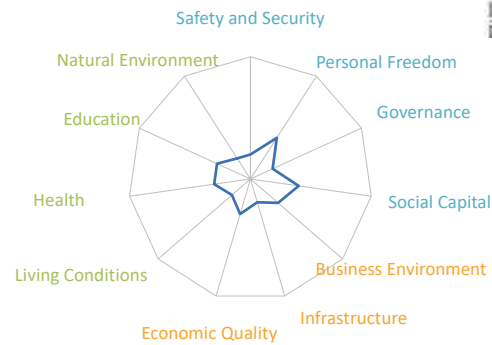 Safety and Security
Natural Environment
Personal Freedom
Governance
Education
Health
Social Capital
Living Conditions
Business Environment
Infrastructure
Economic Quality